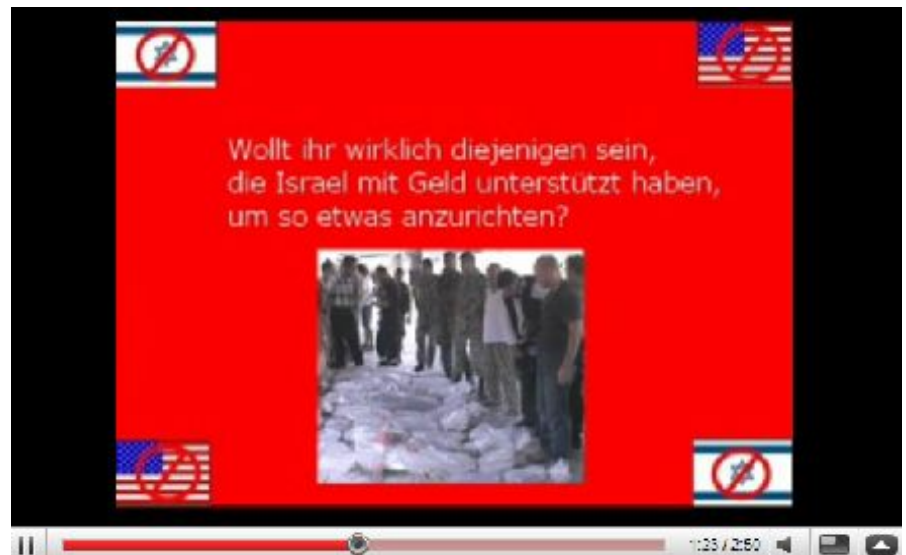 Wollt ihr wirklich diejenigen sein,
die Israel mit Geld unterstützt haben,
um so etwas anzurichten?
1:23 / 2:50